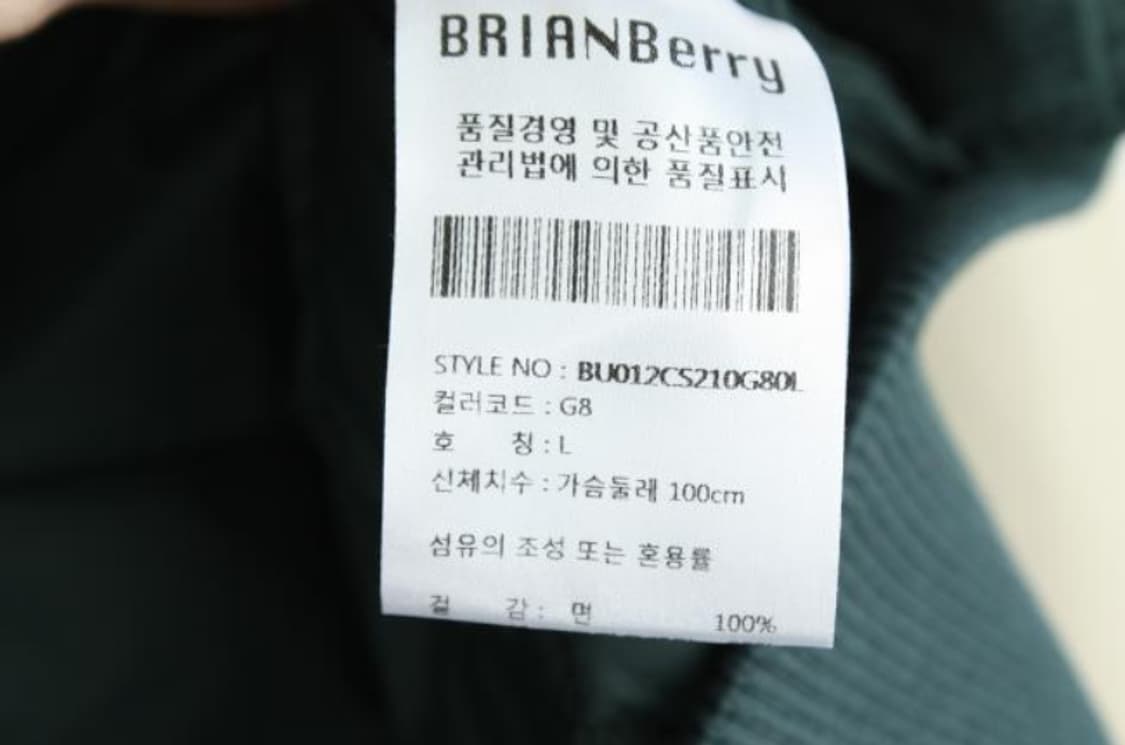 BRIANBerry
품질경영 및 공산품안전
관리법에 의한 품질표시
STYLE NO : BU012CS210G80L
컬러코드 : G8
호 칭 : L
신체치수 : 가슴둘레 100cm
섬유의 조성 또는 혼용률
겉 감 : 면 100%